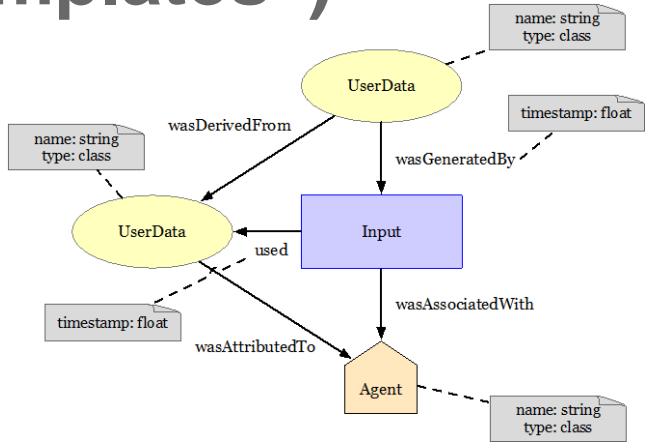 name: string
type: class
UserData
timestamp: float
wasDerivedFrom
name: string
type: class
wasGeneratedBy
UserData
Input
used
wasAssociatedWith
timestamp: float
wasAttributedTo
Agent
name: string
type: class